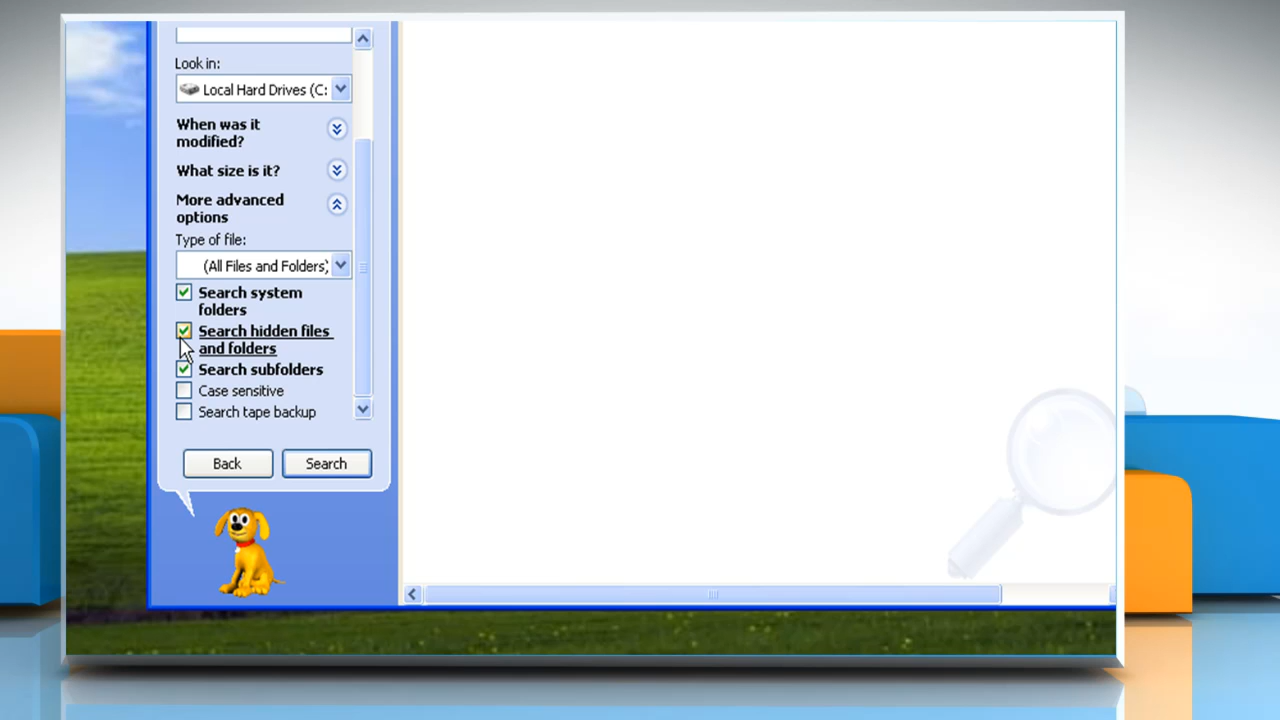 Look in:
Local Hard Drives (C:
When was it
modified?
What size is it?
More advanced
options
Type of file:
(All Files and Folders)
Search system
folders
Search hidden files
and folders
Search subfolders
Case sensitive
Search tape backup
Back
Search